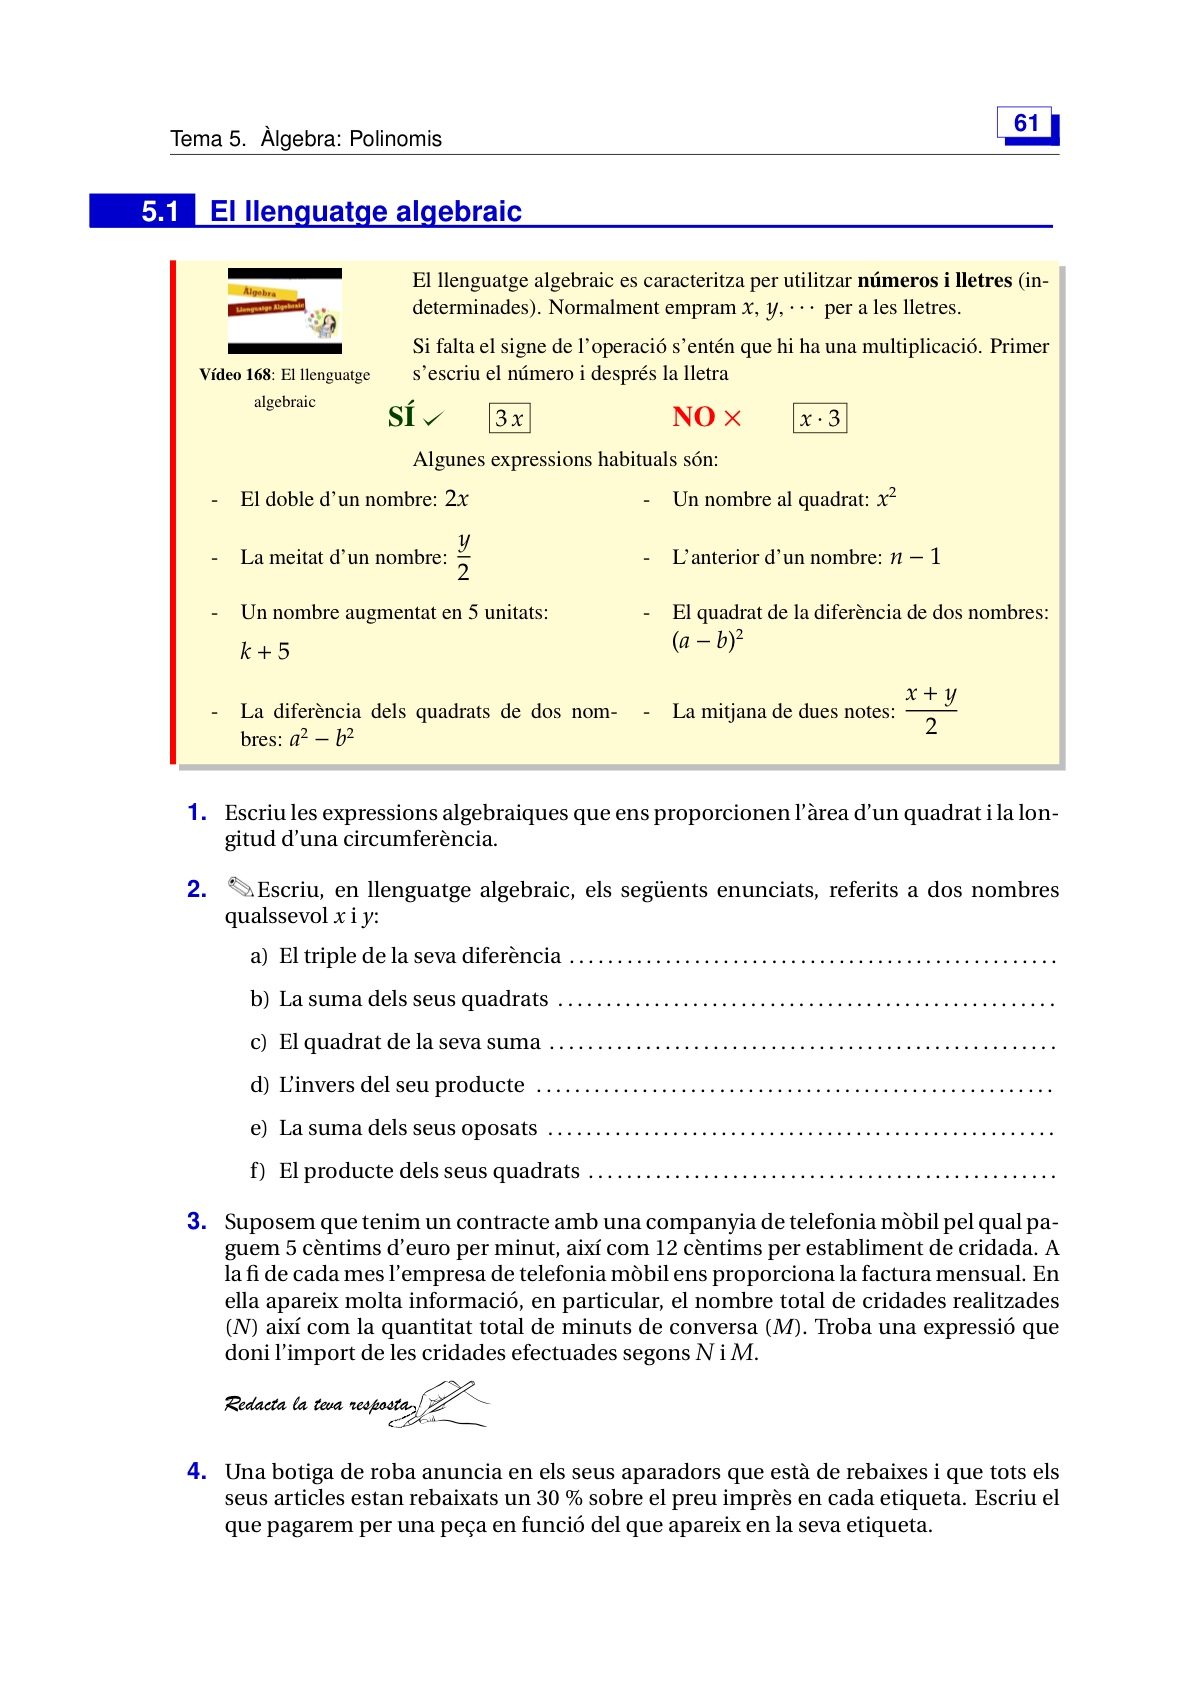 Tema 5. Àlgebra: Polinomis
61
5.1 El llenguatge algebraic
Àlgebra
Llenguatge Algebraic
Vídeo 168: El llenguatge
algebraic
El llenguatge algebraic es caracteritza per utilitzar números i lletres (in-
determinades). Normalment empram x, y, ··· per a les lletres.
Si falta el signe de l'operació s'entén que hi ha una multiplicació. Primer
s'escriu el número i després la lletra
SÍ ✓ 3 x NO × x · 3
Algunes expressions habituals són:
- El doble d'un nombre: 2x
- Un nombre al quadrat: x²
- La meitat d'un nombre: y/2
- L'anterior d'un nombre: n − 1
- Un nombre augmentat en 5 unitats:
k + 5
- El quadrat de la diferència de dos nombres:
(a − b)²
- La diferència dels quadrats de dos nom-
bres: a² − b²
- La mitjana de dues notes: (x + y)/2
1. Escriu les expressions algebraiques que ens proporcionen l'àrea d'un quadrat i la lon-
gitud d'una circumferència.
2. ✎Escriu, en llenguatge algebraic, els següents enunciats, referits a dos nombres
qualssevol x i y:
a) El triple de la seva diferència ..................................................
b) La suma dels seus quadrats ..................................................
c) El quadrat de la seva suma ..................................................
d) L'invers del seu producte ..................................................
e) La suma dels seus oposats ..................................................
f) El producte dels seus quadrats ..................................................
3. Suposem que tenim un contracte amb una companyia de telefonia mòbil pel qual pa-
guem 5 cèntims d'euro per minut, així com 12 cèntims per establiment de cridada. A
la fi de cada mes l'empresa de telefonia mòbil ens proporciona la factura mensual. En
ella apareix molta informació, en particular, el nombre total de cridades realitzades
(N) així com la quantitat total de minuts de conversa (M). Troba una expressió que
doni l'import de les cridades efectuades segons N i M.
Redacta la teva resposta
4. Una botiga de roba anuncia en els seus aparadors que està de rebaixes i que tots els
seus articles estan rebaixats un 30 % sobre el preu imprès en cada etiqueta. Escriu el
que pagarem per una peça en funció del que apareix en la seva etiqueta.